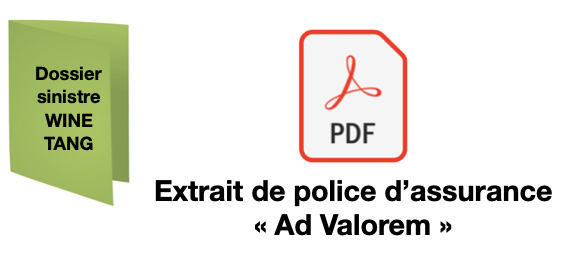 Dossier
sinistre
WINE
TANG
PDF
Extrait de police d’assurance
« Ad Valorem »